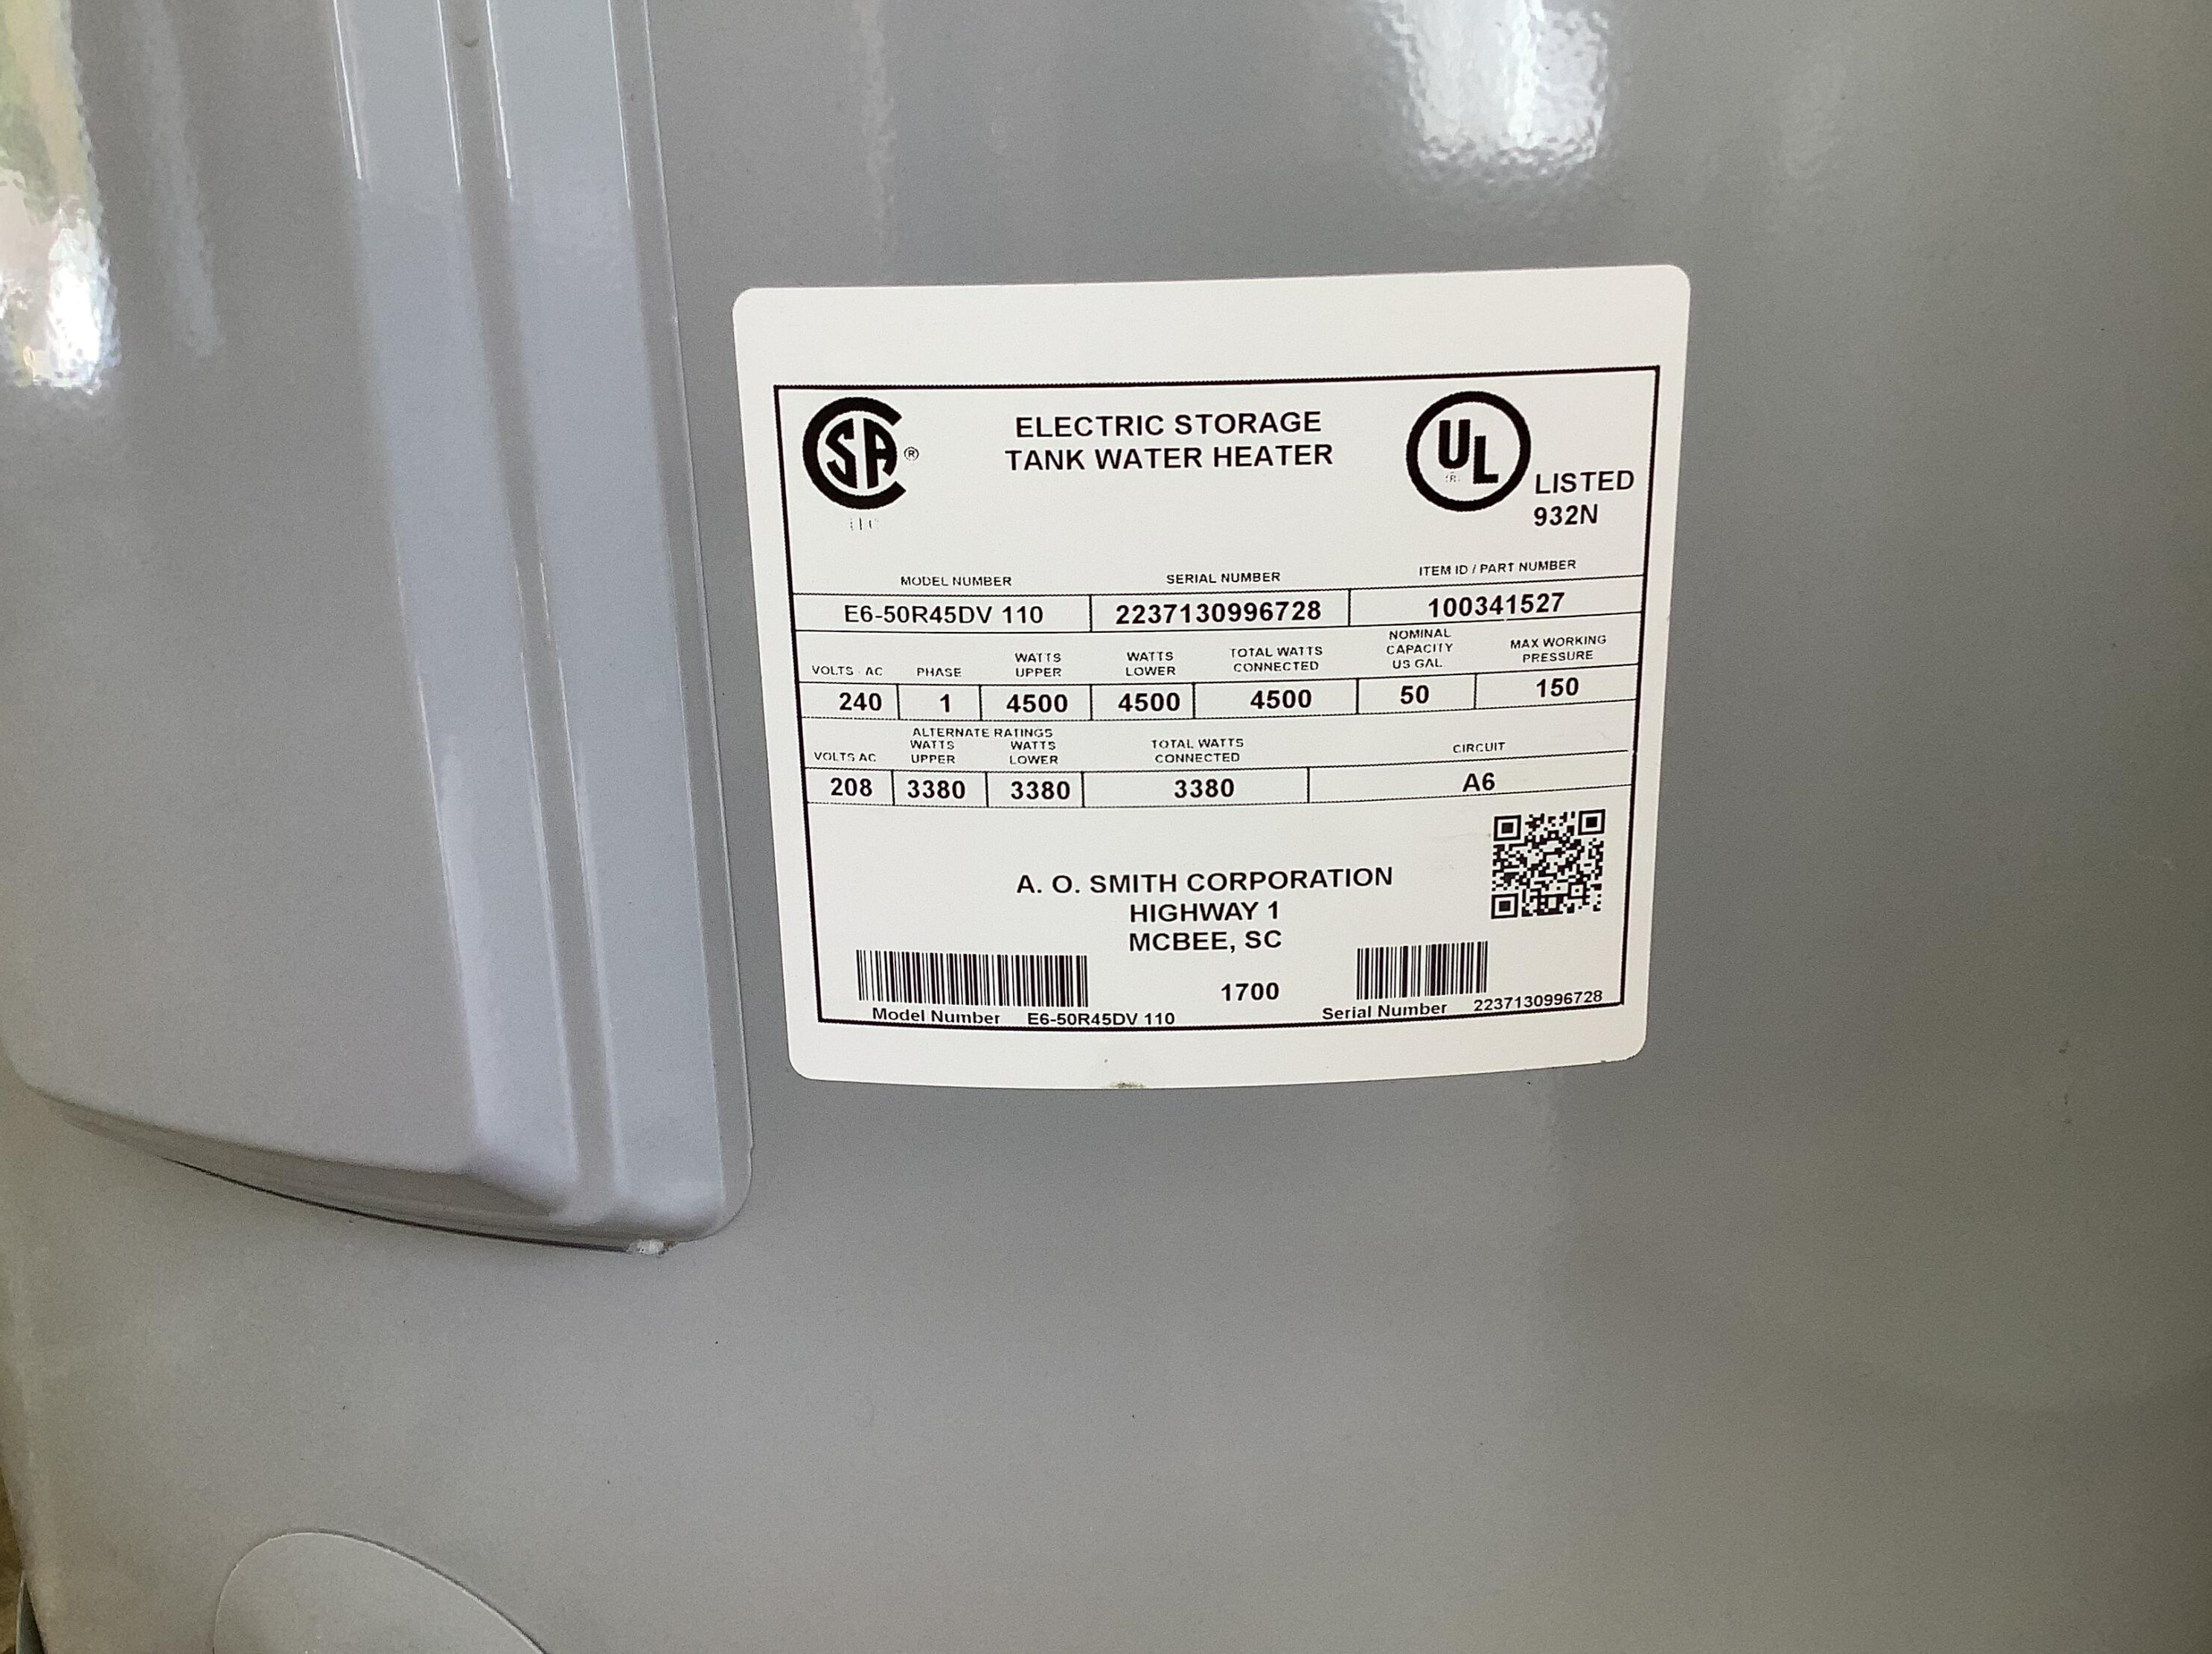 SA ®
ELECTRIC STORAGE
TANK WATER HEATER
UL
LISTED
932N
MODEL NUMBER SERIAL NUMBER ITEM ID / PART NUMBER
E6-50R45DV 110 2237130996728 100341527
VOLTS AC PHASE WATTS UPPER WATTS LOWER TOTAL WATTS CONNECTED NOMINAL CAPACITY US GAL MAX WORKING PRESSURE
240 1 4500 4500 4500 50 150
ALTERNATE RATINGS
VOLTS AC WATTS UPPER WATTS LOWER TOTAL WATTS CONNECTED CIRCUIT
208 3380 3380 3380 A6
A. O. SMITH CORPORATION
HIGHWAY 1
MCBEE, SC
1700
Model Number E6-50R45DV 110 Serial Number 2237130996728